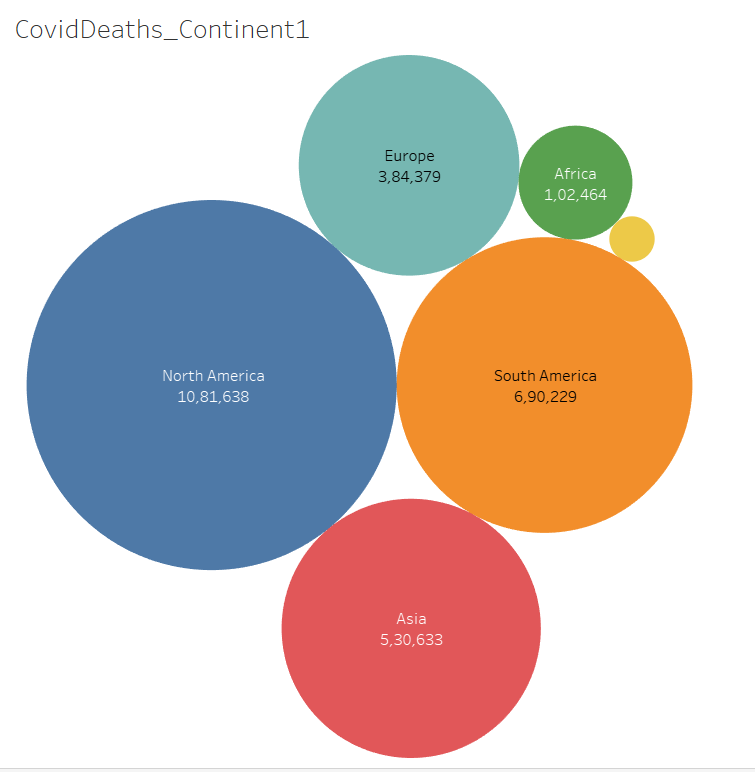 CovidDeaths_Continent1
Europe
3,84,379
Africa
1,02,464
North America
10,81,638
South America
6,90,229
Asia
5,30,633